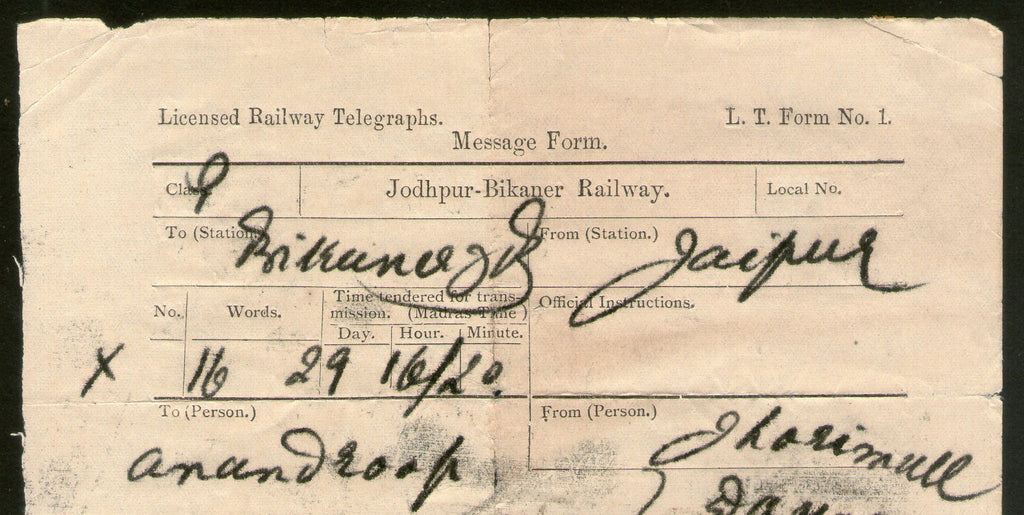 Licensed Railway Telegraphs. L. T. Form No. 1.
Message Form.
Class Jodhpur-Bikaner Railway. Local No.
To (Station) Bikaner From (Station.) Jaipur
No. Words. Time tendered for trans-mission. (Madras Time) Official Instructions.
Day. Hour. Minute.
X 16 29 16/20
To (Person.) From (Person.)
anandroop Jhorimull